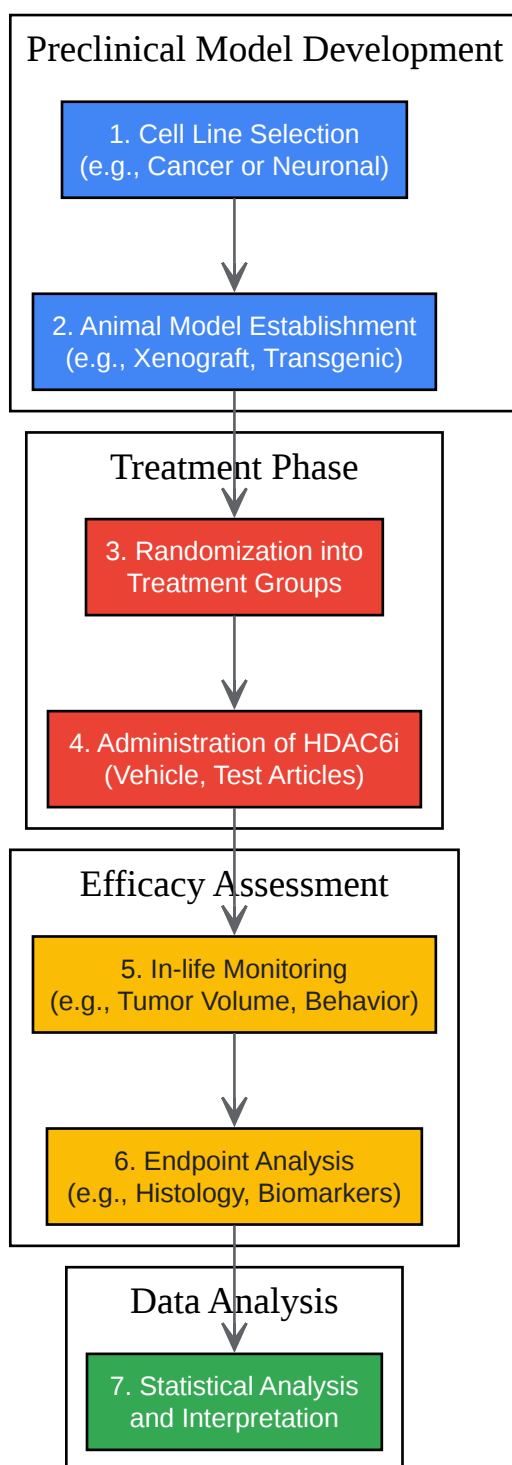 Preclinical Model Development
1. Cell Line Selection
(e.g., Cancer or Neuronal)
2. Animal Model Establishment
(e.g., Xenograft, Transgenic)
Treatment Phase
3. Randomization into
Treatment Groups
4. Administration of HDAC6i
(Vehicle, Test Articles)
Efficacy Assessment
5. In-life Monitoring
(e.g., Tumor Volume, Behavior)
6. Endpoint Analysis
(e.g., Histology, Biomarkers)
Data Analysis
7. Statistical Analysis
and Interpretation